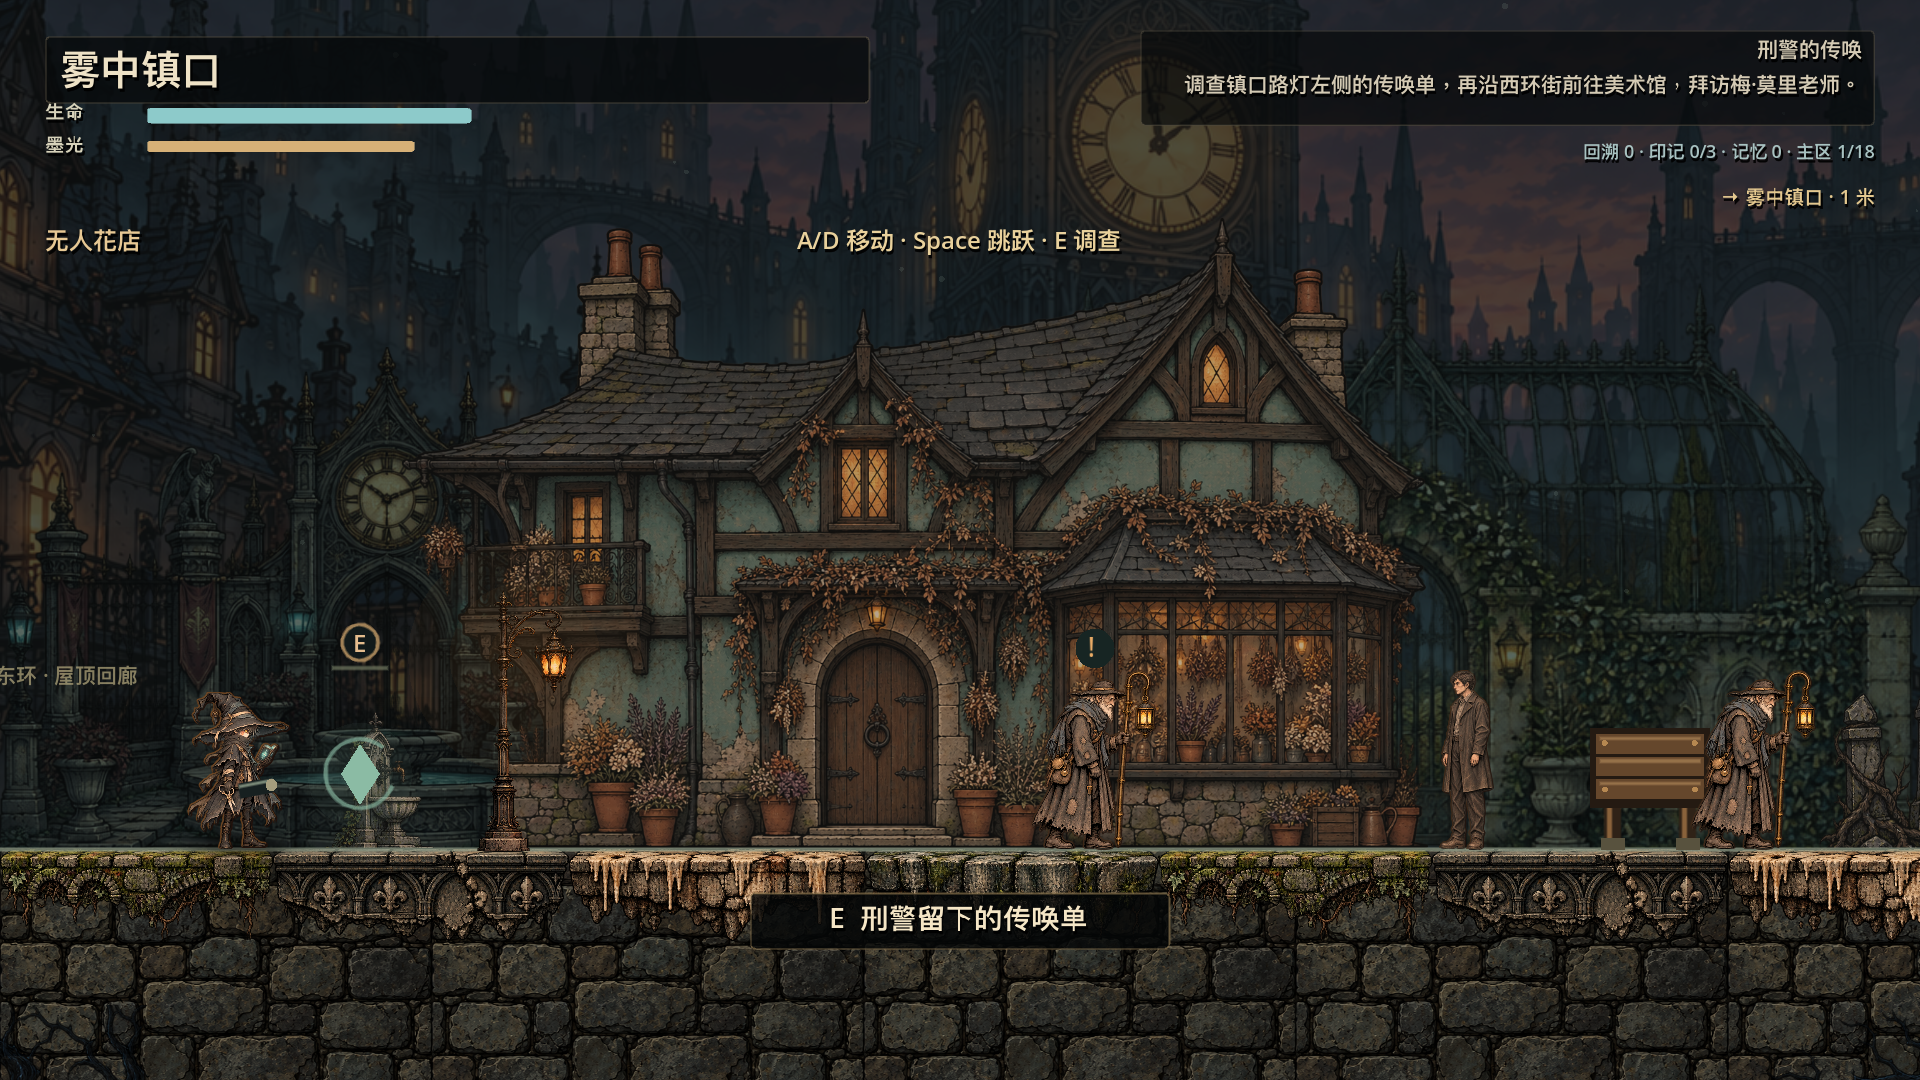 雾中镇口
生命
墨光
刑警的传唤
调查镇口路灯左侧的传唤单，再沿西环街前往美术馆，拜访梅·莫里老师。
回溯 0 · 印记 0/3 · 记忆 0 · 主区 1/18
→ 雾中镇口 · 1 米
无人花店
A/D 移动 · Space 跳跃 · E 调查
E
!
东环 · 屋顶回廊
E 刑警留下的传唤单